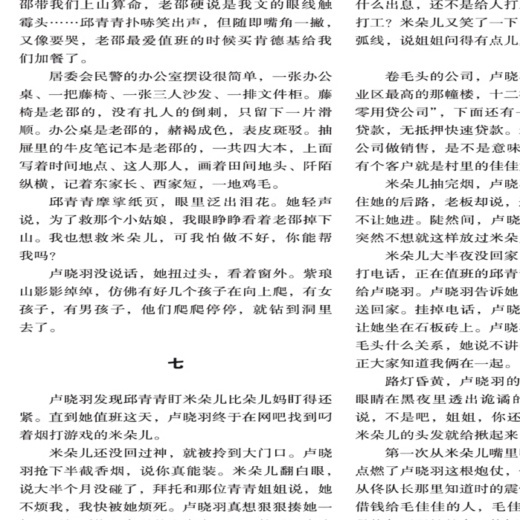 邵带我们上山算命，老邵硬说是我文的眼线触
霉头……邱青青扑哧笑出声，但随即嘴角一撇，
又像要哭，老邵最爱值班的时候买肯德基给我
们加餐了。
居委会民警的办公室摆设很简单，一张办公
桌、一把藤椅、一张三人沙发、一排文件柜。藤
椅是老邵的，没有扎人的倒刺，只留下一片滑
顺。办公桌是老邵的，赭褐成色，表皮斑驳。抽
屉里的牛皮笔记本是老邵的，一共四大本，上面
写着时间地点、这人那人，画着田间地头、阡陌
纵横，记着东家长、西家短，一地鸡毛。
邱青青摩挲纸页，眼里泛出泪花。她轻声
说，为了救那个小姑娘，我眼睁睁看着老邵掉下
山。我也想救米朵儿，可我怕做不好，你能帮
我吗？
卢晓羽没说话，她扭过头，看着窗外。紫琅
山影影绰绰，仿佛有好几个孩子在向上爬，有女
孩子，有男孩子，他们爬爬停停，就钻到洞里
去了。
七
卢晓羽发现邱青青盯米朵儿比朵儿妈盯得还
紧。直到她值班这天，卢晓羽终于在网吧找到叼
着烟打游戏的米朵儿。
米朵儿还没回过神，就被拎到大门口。卢晓
羽抢下半截香烟，说你真能装。米朵儿翻白眼，
说大半个月没碰了，拜托和那位青青姐姐说，她
不烦我，我快被她烦死。卢晓羽真想狠狠揍她一
什么出息，还不是给人打
打工？米朵儿又笑了一下
弧线，说姐姐问得有点儿
卷毛头的公司，卢晓
业区最高的那幢楼，十二
零用贷公司”，下面还有一
贷款，无抵押快速贷款。
公司做销售，是不是意味
有个客户就是村里的佳佳
米朵儿抽完烟，卢晓
住她的后路，老板却说，
不让她进。陡然间，卢晓
突然不想就这样放过米朵
米朵儿大半夜没回家
打电话，正在值班的邱青
给卢晓羽。卢晓羽告诉她
送回家。挂掉电话，卢晓
让她坐在石板砖上。卢晓
毛头什么关系，她说不讲
正大家知道我俩在一起。
路灯昏黄，卢晓羽的
眼睛在黑夜里透出诡谲的
说，不是吧，姐姐，你还
米朵儿的头发就给揪起来
第一次从米朵儿嘴里
点燃了卢晓羽这根炮仗，
从佟队长那里知道时的震
借钱给毛佳佳的人，毛佳